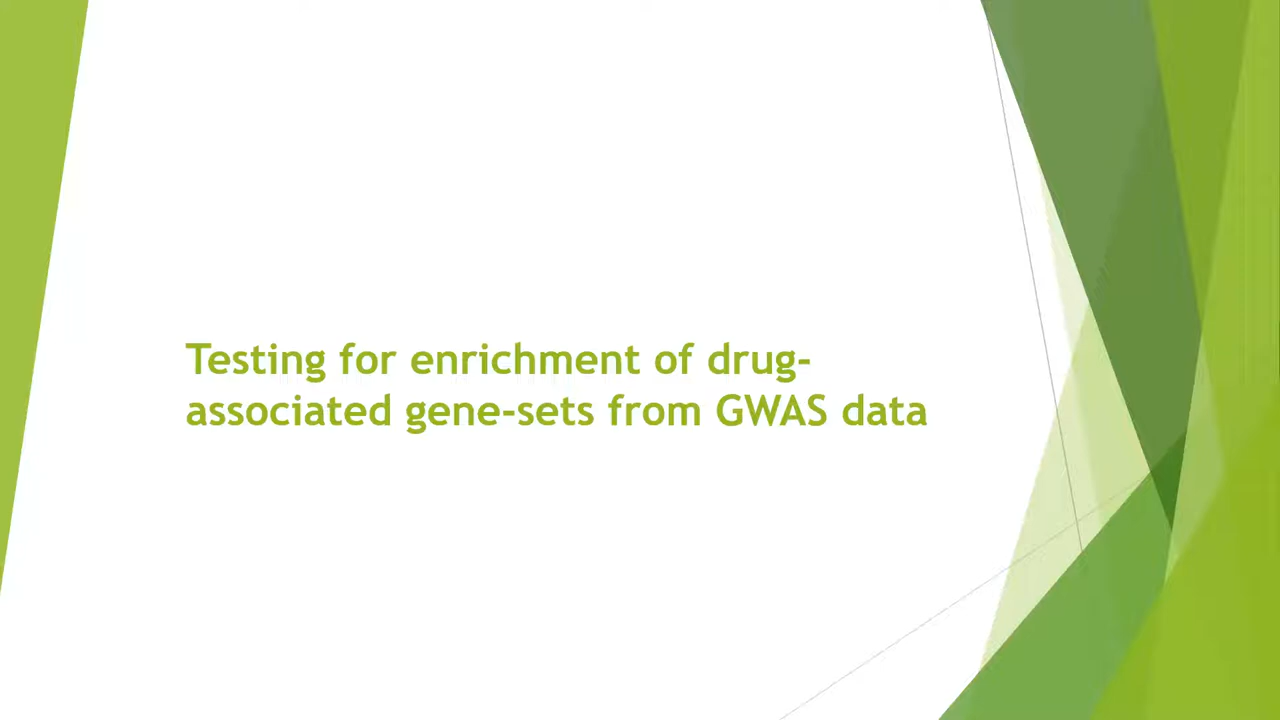 Testing for enrichment of drug-
associated gene-sets from GWAS data